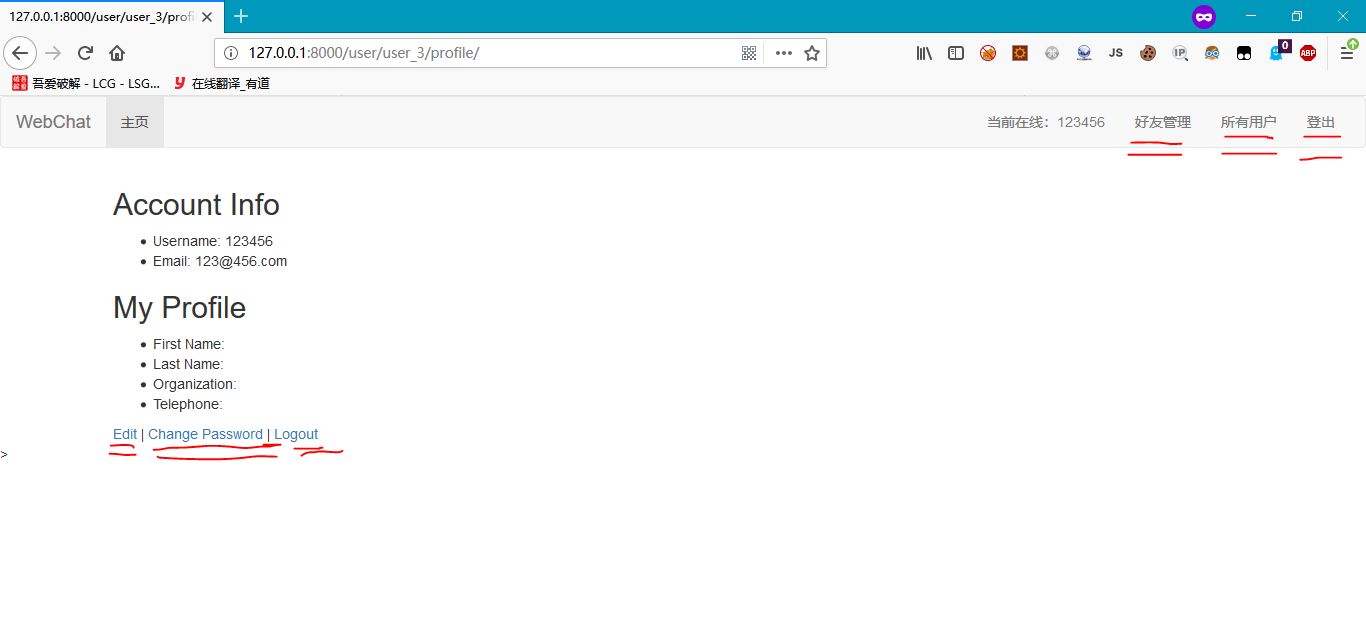 127.0.0.1:8000/user/user_3/profi
127.0.0.1:8000/user/user_3/profile/
JS
IP
0
ABP
吾爱破解 - LCG - LSG...
在线翻译_有道
WebChat
主页
当前在线：123456
好友管理
所有用户
登出
Account Info
Username: 123456
Email: 123@456.com
My Profile
First Name:
Last Name:
Organization:
Telephone:
Edit | Change Password | Logout
>